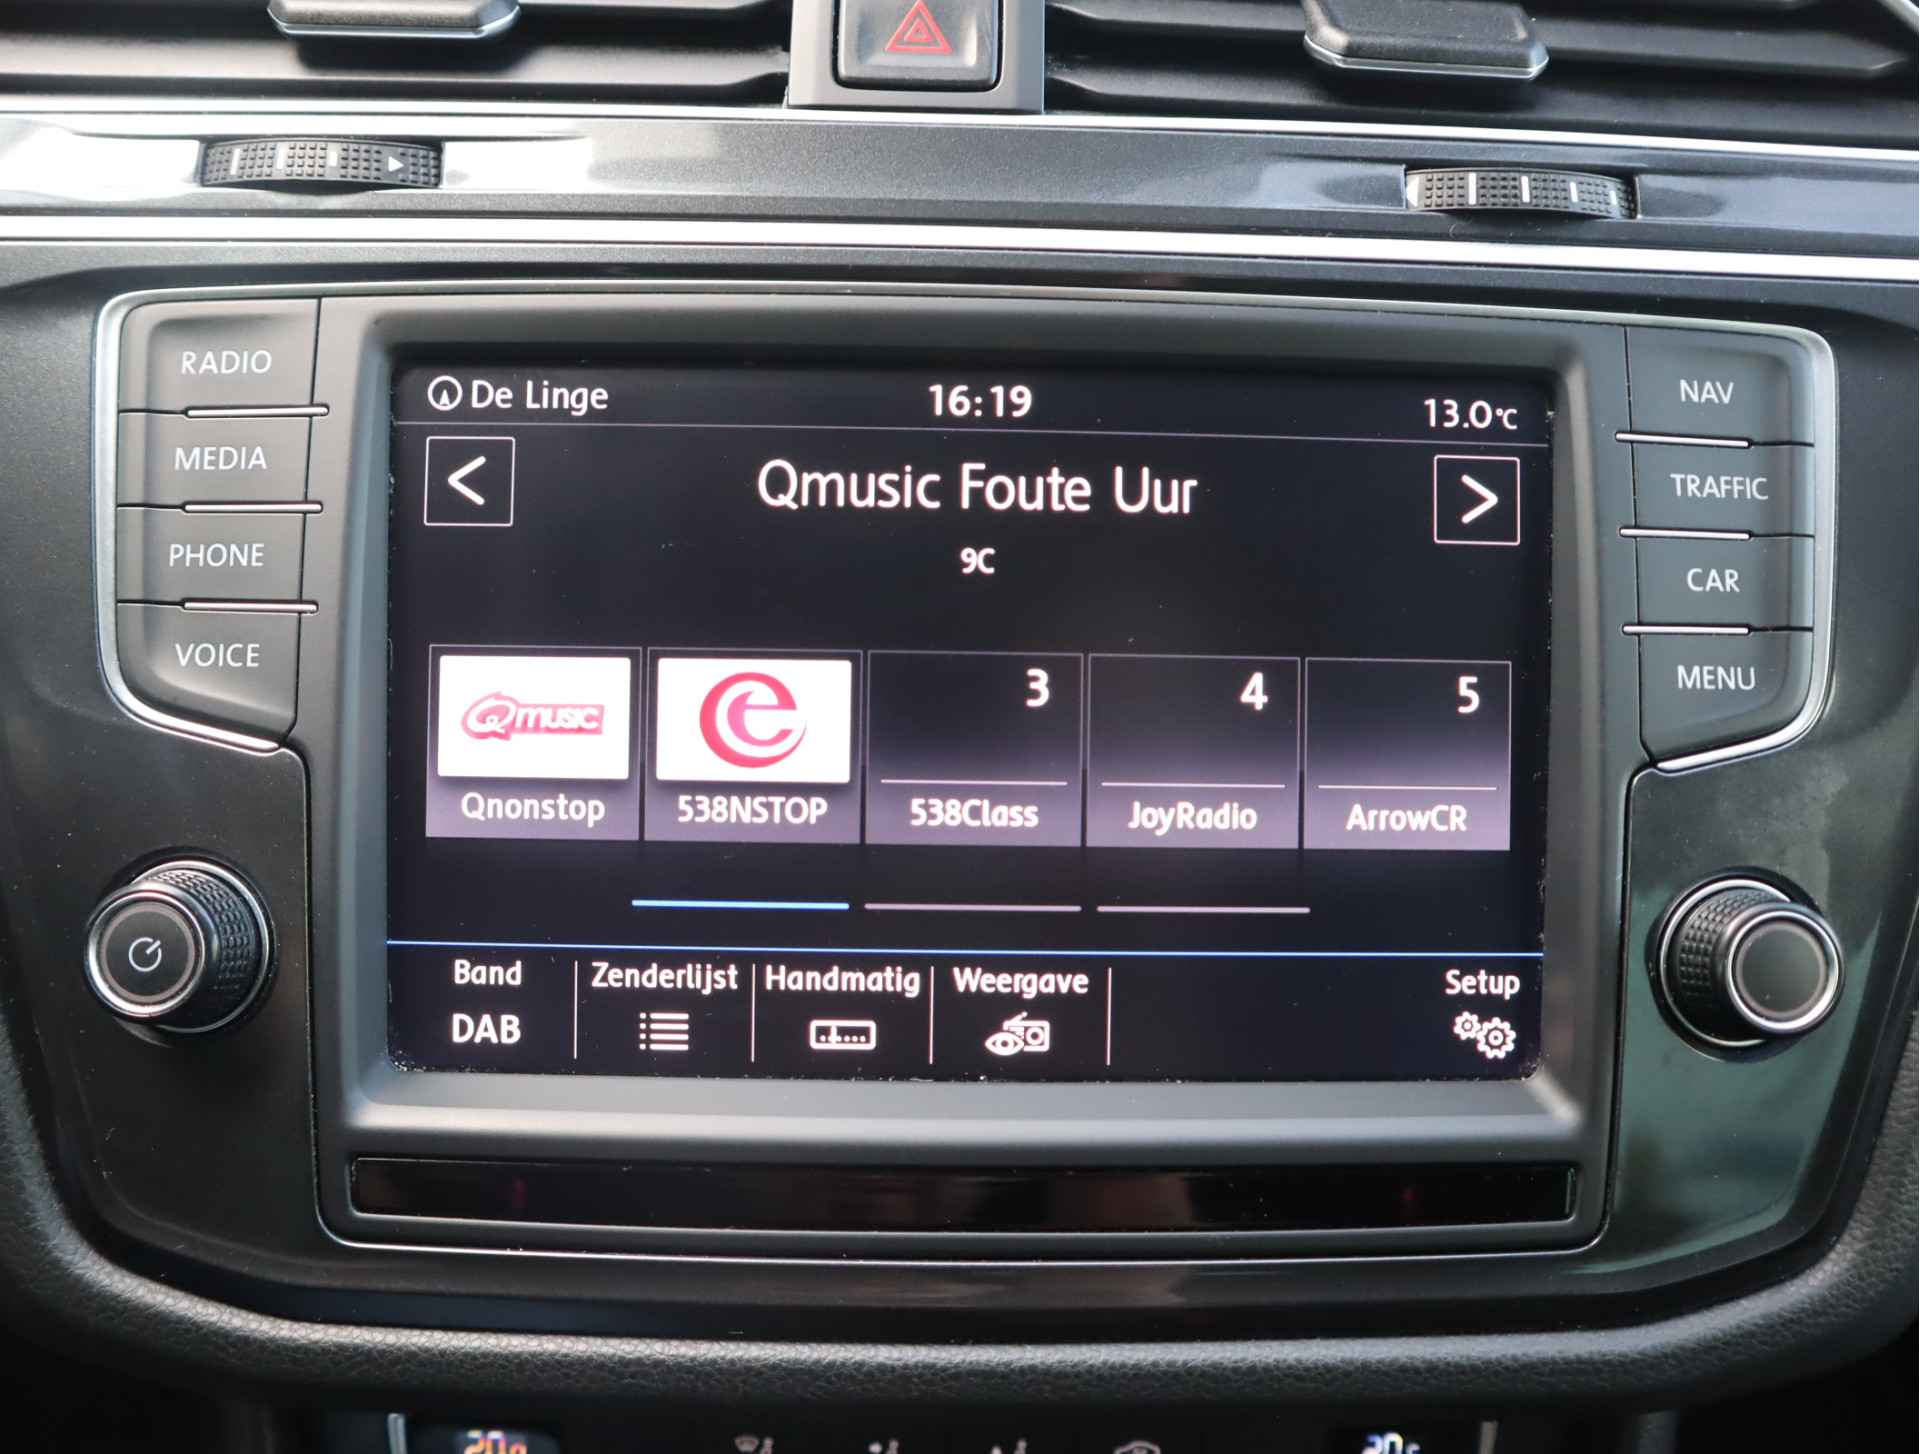 RADIO
MEDIA
PHONE
VOICE
De Linge 16:19 13.0°C
< Qmusic Foute Uur >
9C
Qmusic e 3 4 5
Qnonstop 538NSTOP 538Class JoyRadio ArrowCR
Band Zenderlijst Handmatig Weergave Setup
DAB
NAV
TRAFFIC
CAR
MENU